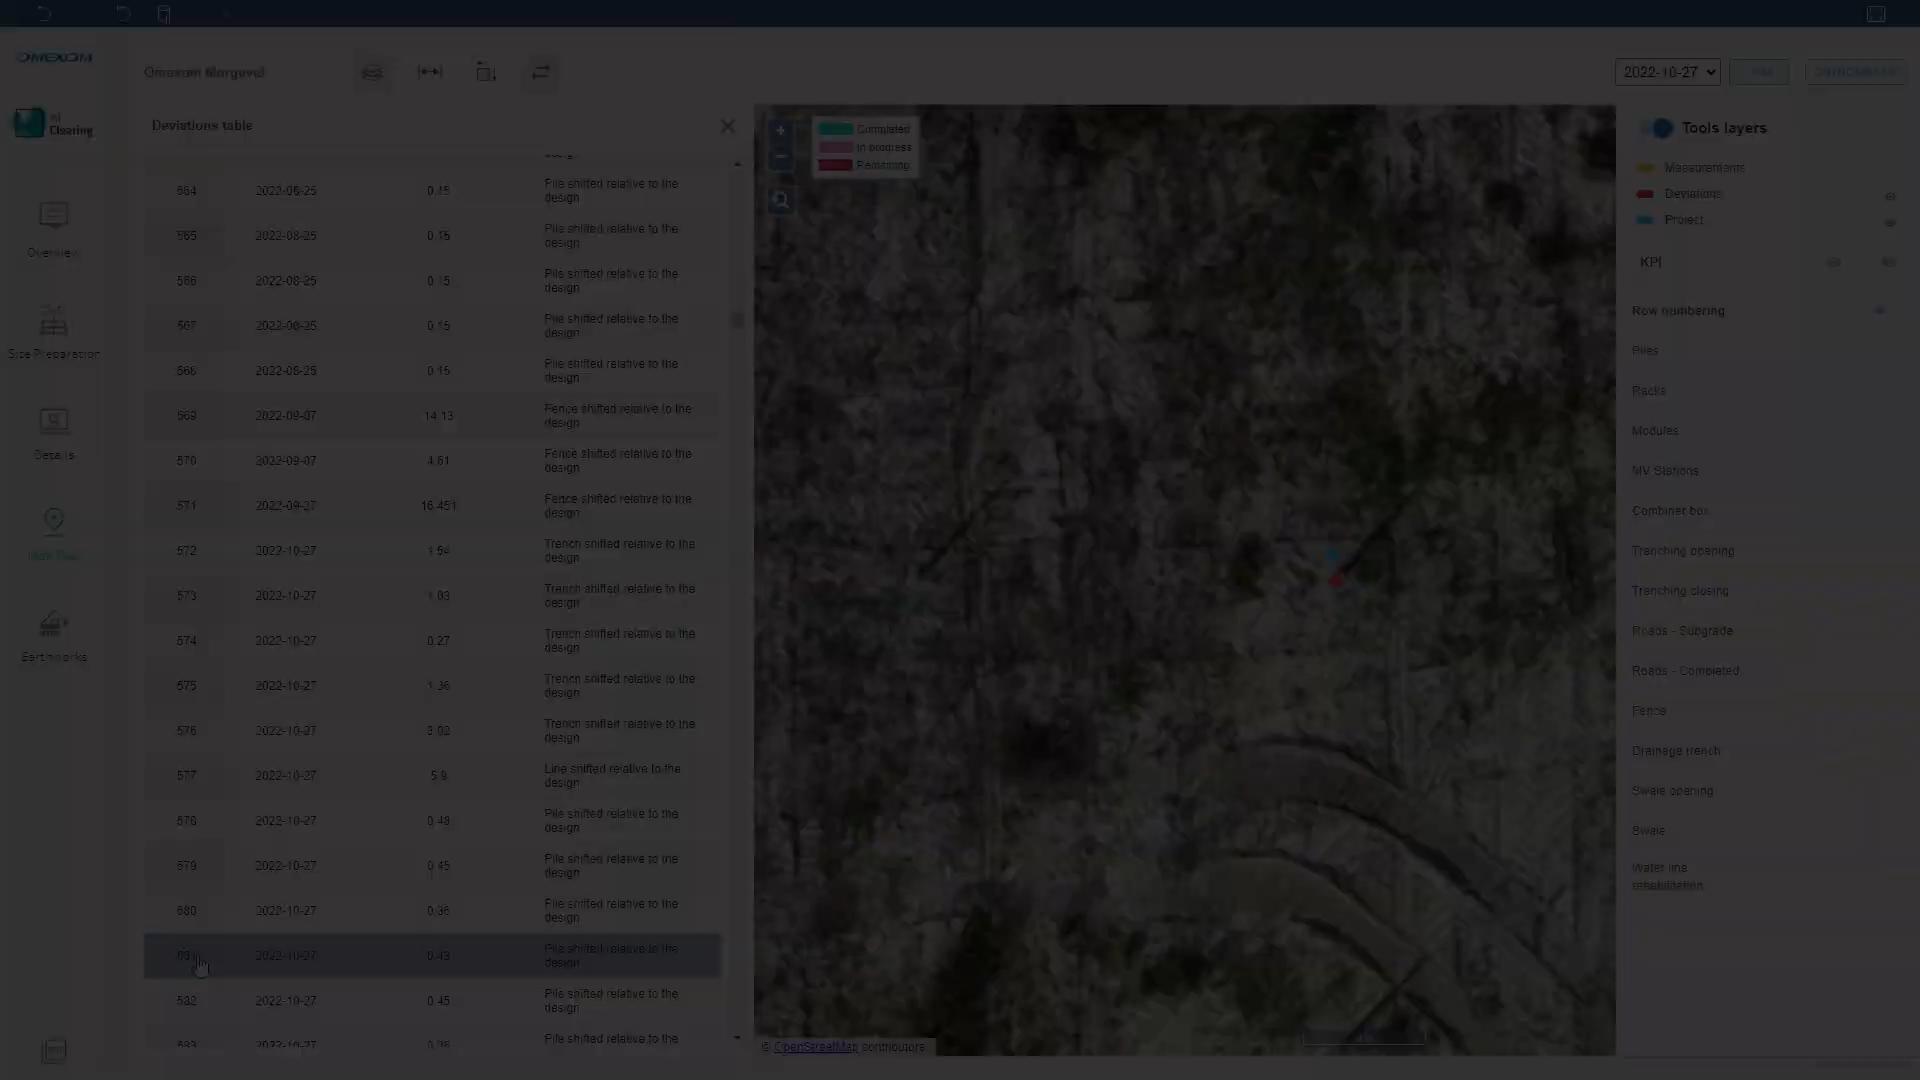 OMEXOM
Omexom Margueul
2022-10-27
Clearing
Deviations table
Completed
In progress
Remaining
Tools layers
Measurements
Deviations
Project
KPI
Row numbering
Piles
Racks
Modules
MV Stations
Combiner box
Trenching opening
Trenching closing
Roads - Subgrade
Roads - Completed
Fence
Drainage trench
Swale opening
Swale
Water line
rehabilitation
Overview
Site Preparation
Details
Map View
Earthworks
design
564 2022-08-25 0.15 Pile shifted relative to the
design
565 2022-08-25 0.15 Pile shifted relative to the
design
566 2022-08-25 0.15 Pile shifted relative to the
design
567 2022-08-25 0.15 Pile shifted relative to the
design
568 2022-08-25 0.15 Pile shifted relative to the
design
569 2022-09-07 14.13 Fence shifted relative to the
design
570 2022-09-07 4.61 Fence shifted relative to the
design
571 2022-09-27 16.451 Fence shifted relative to the
design
572 2022-10-27 1.54 Trench shifted relative to the
design
573 2022-10-27 1.03 Trench shifted relative to the
design
574 2022-10-27 0.27 Trench shifted relative to the
design
575 2022-10-27 1.36 Trench shifted relative to the
design
576 2022-10-27 3.02 Trench shifted relative to the
design
577 2022-10-27 5.9 Line shifted relative to the
design
578 2022-10-27 0.49 Pile shifted relative to the
design
579 2022-10-27 0.45 Pile shifted relative to the
design
580 2022-10-27 0.36 Pile shifted relative to the
design
2022-10-27 0.43 Pile shifted relative to the
design
582 2022-10-27 0.45 Pile shifted relative to the
design
583 2022-10-27 Pile shifted relative to the
© OpenStreetMap contributors